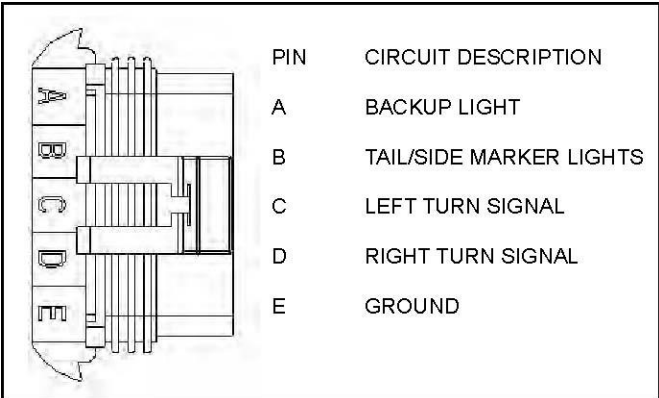 PIN CIRCUIT DESCRIPTION
A BACKUP LIGHT
B TAIL/SIDE MARKER LIGHTS
C LEFT TURN SIGNAL
D RIGHT TURN SIGNAL
E GROUND
A
B
C
D
E